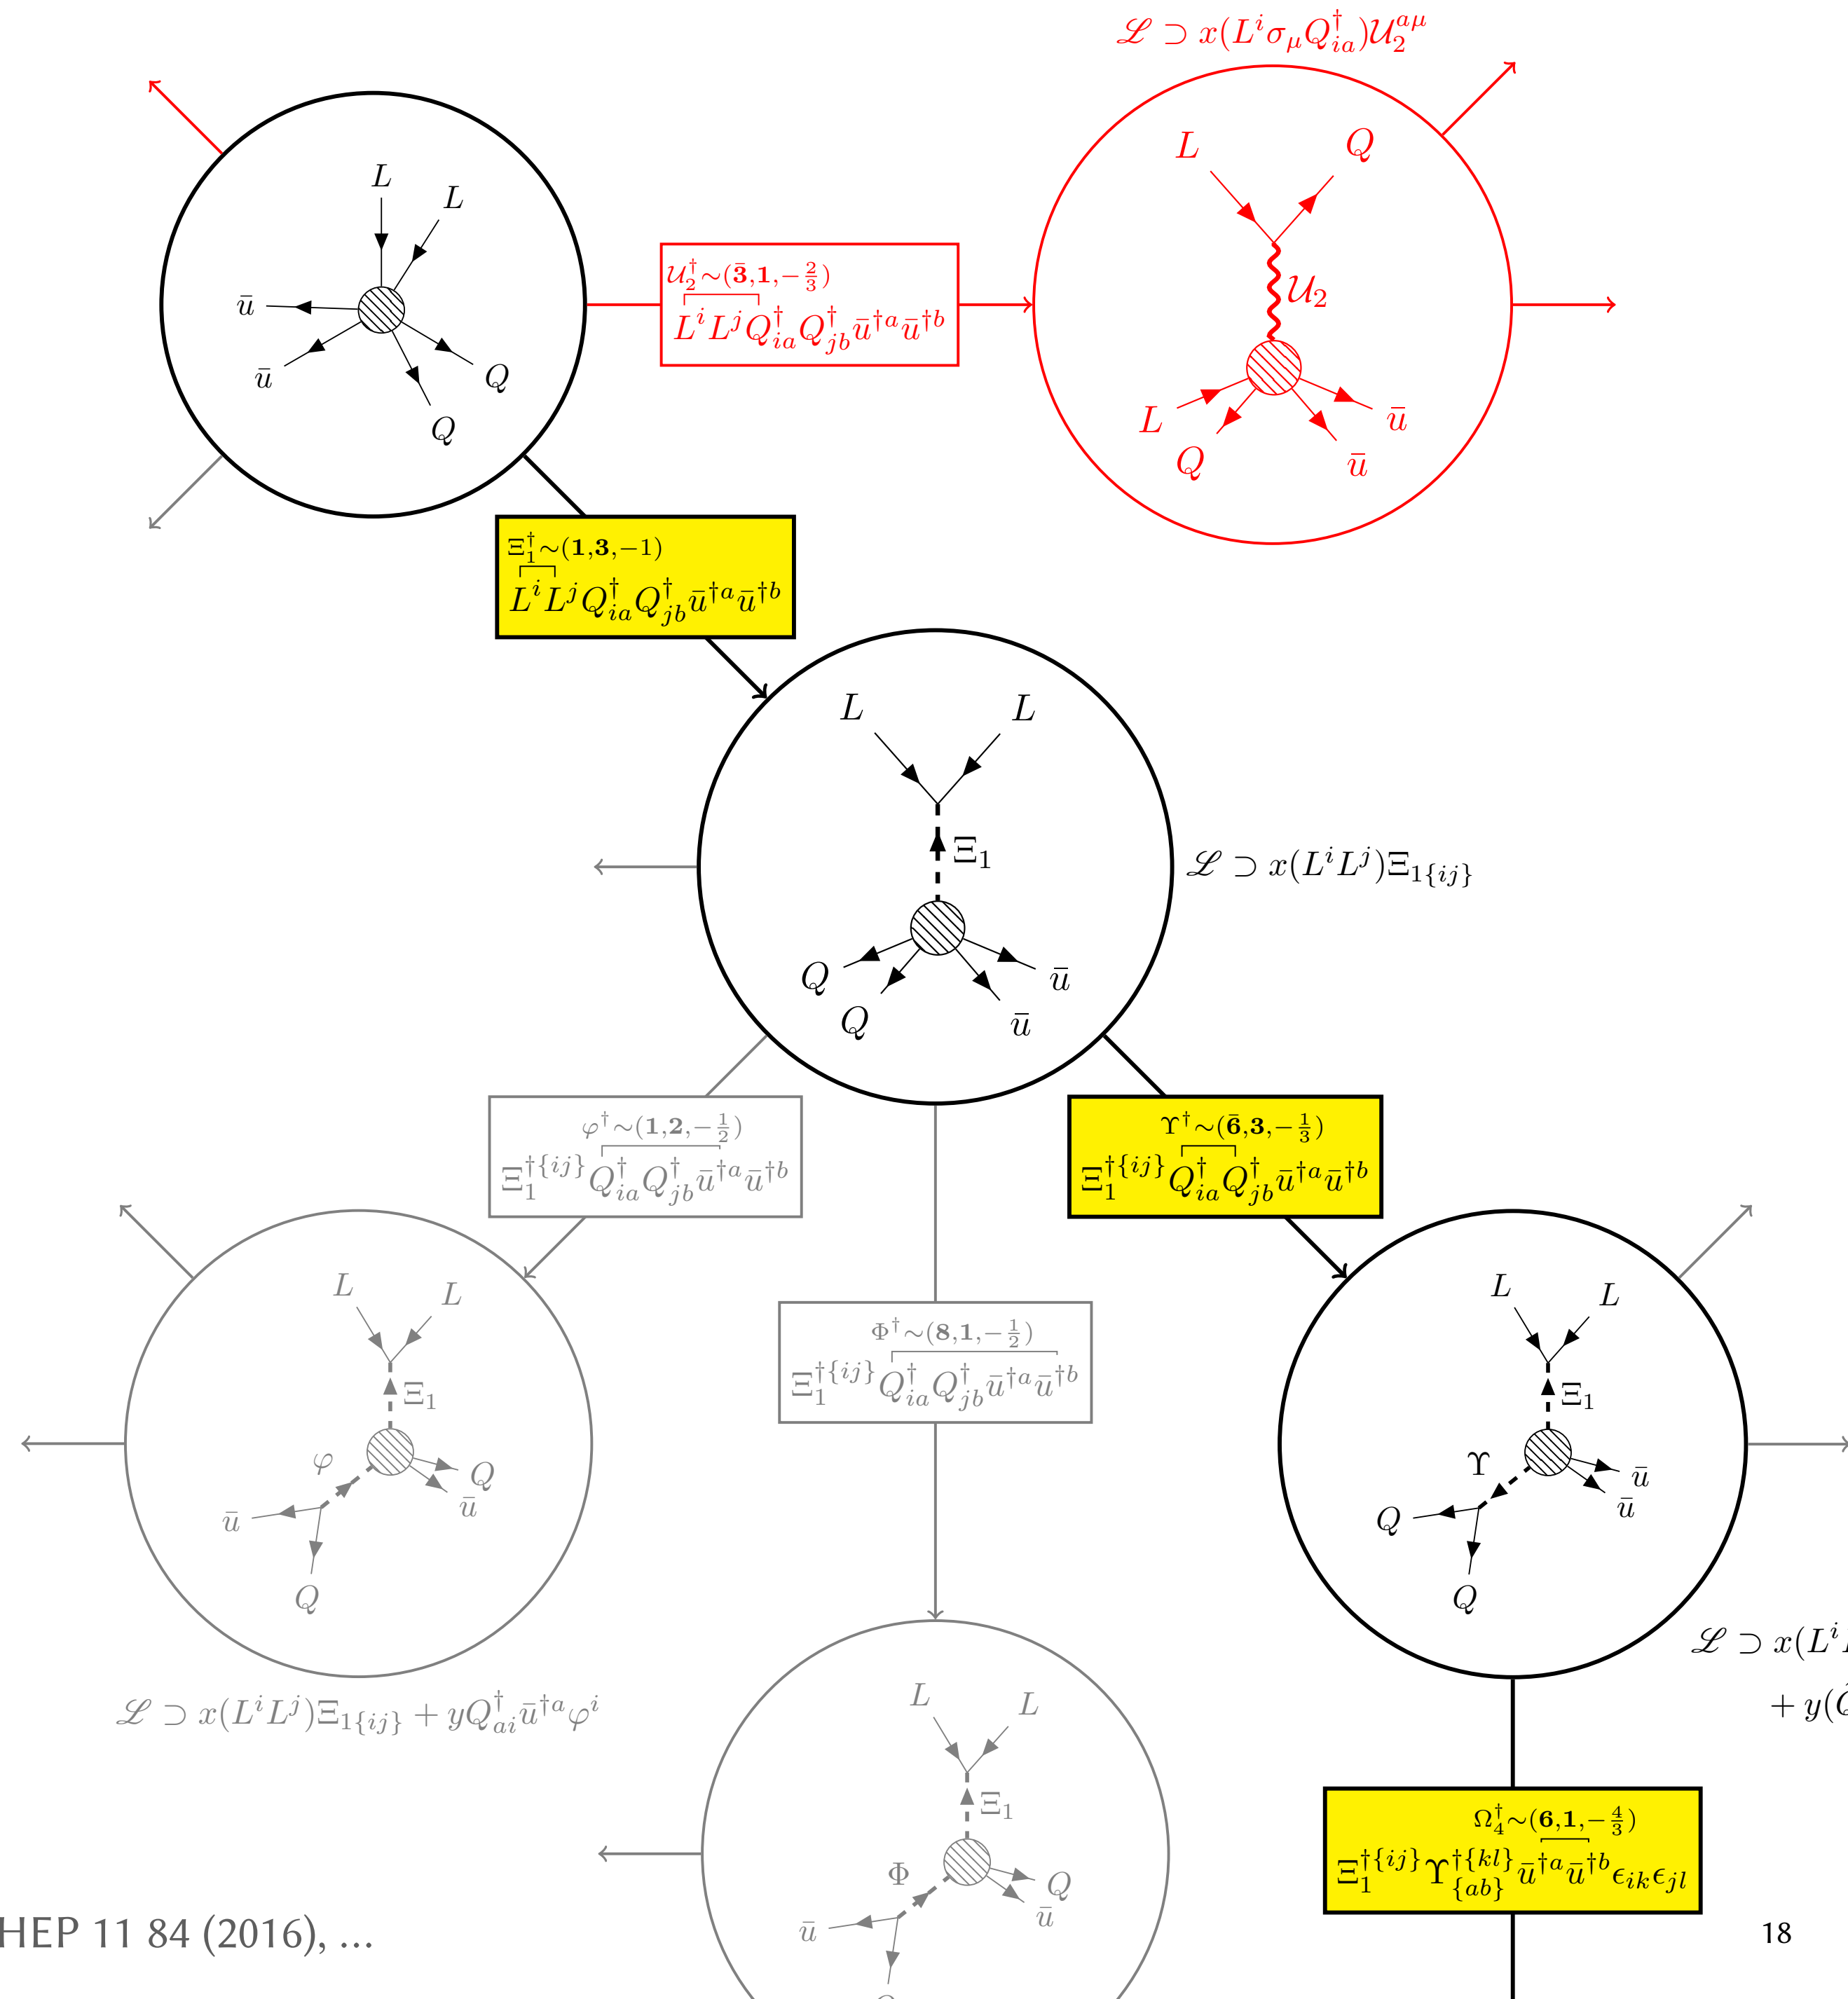 ℒ ⊃ x(L^i σ_μ Q^†_{ia}) 𝒰_2^{aμ}
L
L
ū
ū
Q
Q
𝒰_2^† ∼ (3̄, 1, −2/3)
L^i L^j Q^†_{ia} Q^†_{jb} ū^{†a} ū^{†b}
L
Q
𝒰_2
L
Q
ū
ū
Ξ_1^† ∼ (1, 3, −1)
L^i L^j Q^†_{ia} Q^†_{jb} ū^{†a} ū^{†b}
L
L
Ξ_1
Q
Q
ū
ū
ℒ ⊃ x(L^i L^j) Ξ_{1{ij}}
φ^† ∼ (1, 2, −1/2)
Ξ_1^{†{ij}} Q^†_{ia} Q^†_{jb} ū^{†a} ū^{†b}
Υ^† ∼ (6̄, 3, −1/3)
Ξ_1^{†{ij}} Q^†_{ia} Q^†_{jb} ū^{†a} ū^{†b}
Φ^† ∼ (8, 1, −1/2)
Ξ_1^{†{ij}} Q^†_{ia} Q^†_{jb} ū^{†a} ū^{†b}
L
L
Ξ_1
φ
Q
ū
ū
Q
ℒ ⊃ x(L^i L^j) Ξ_{1{ij}} + y Q^†_{ai} ū^{†a} φ^i
L
L
Ξ_1
Υ
ū
ū
Q
Q
ℒ ⊃ x(L^i
+ y(
L
L
Ξ_1
Φ
Q
ū
ū
Ω_4^† ∼ (6, 1, −4/3)
Ξ_1^{†{ij}} Υ^{†{kl}}_{{ab}} ū^{†a} ū^{†b} ϵ_{ik} ϵ_{jl}
HEP 11 84 (2016), ...
18